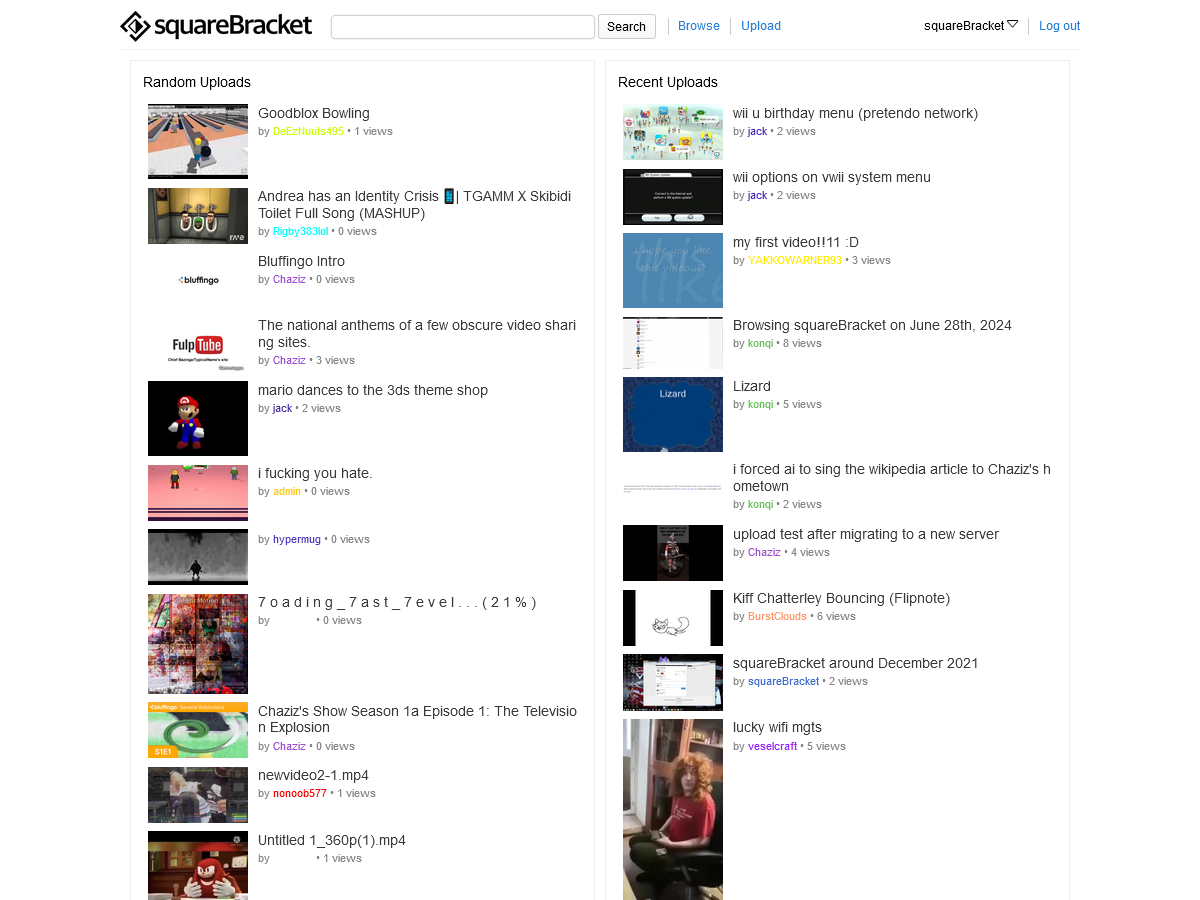 squareBracket
Search
Browse
Upload
squareBracket
Log out
Random Uploads
Goodblox Bowling
by DeEzNuuts495 • 1 views
Andrea has an Identity Crisis 📱| TGAMM X Skibidi
Toilet Full Song (MASHUP)
by Rigby383lol • 0 views
bluffingo
Bluffingo Intro
by Chaziz • 0 views
FulpTube
The national anthems of a few obscure video shari
ng sites.
by Chaziz • 3 views
mario dances to the 3ds theme shop
by jack • 2 views
i fucking you hate.
by admin • 0 views
by hypermug • 0 views
7 o a d i n g _ 7 a s t _ 7 e v e l . . . ( 2 1 % )
by • 0 views
bluffingo
S1E1
Chaziz's Show Season 1a Episode 1: The Televisio
n Explosion
by Chaziz • 0 views
newvideo2-1.mp4
by nonoob577 • 1 views
Untitled 1_360p(1).mp4
by • 1 views
Recent Uploads
wii u birthday menu (pretendo network)
by jack • 2 views
wii options on vwii system menu
by jack • 2 views
I hope you like
this video :D
my first video!!11 :D
by YAKKOWARNER93 • 3 views
Browsing squareBracket on June 28th, 2024
by konqi • 8 views
Lizard
Lizard
by konqi • 5 views
i forced ai to sing the wikipedia article to Chaziz's h
ometown
by konqi • 2 views
upload test after migrating to a new server
by Chaziz • 4 views
Kiff Chatterley Bouncing (Flipnote)
by BurstClouds • 6 views
squareBracket around December 2021
by squareBracket • 2 views
lucky wifi mgts
by veselcraft • 5 views